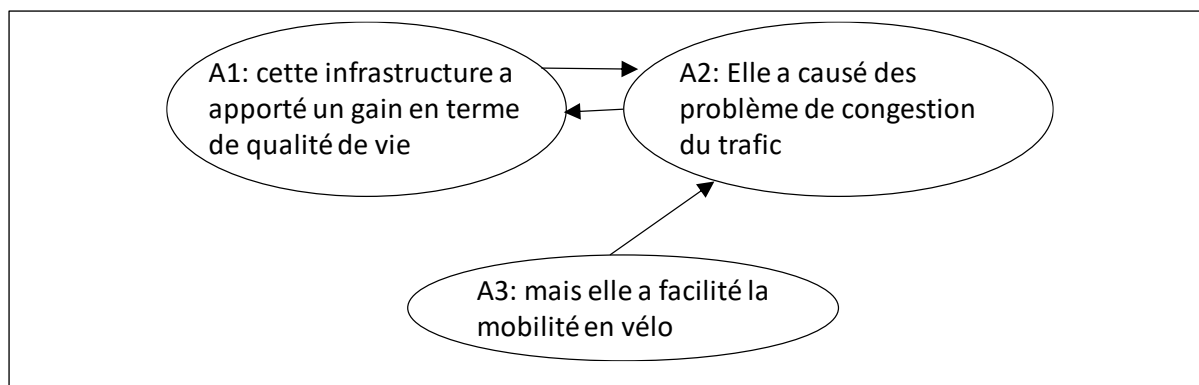 A1: cette infrastructure a
apporté un gain en terme
de qualité de vie
A2: Elle a causé des
problème de congestion
du trafic
A3: mais elle a facilité la
mobilité en vélo